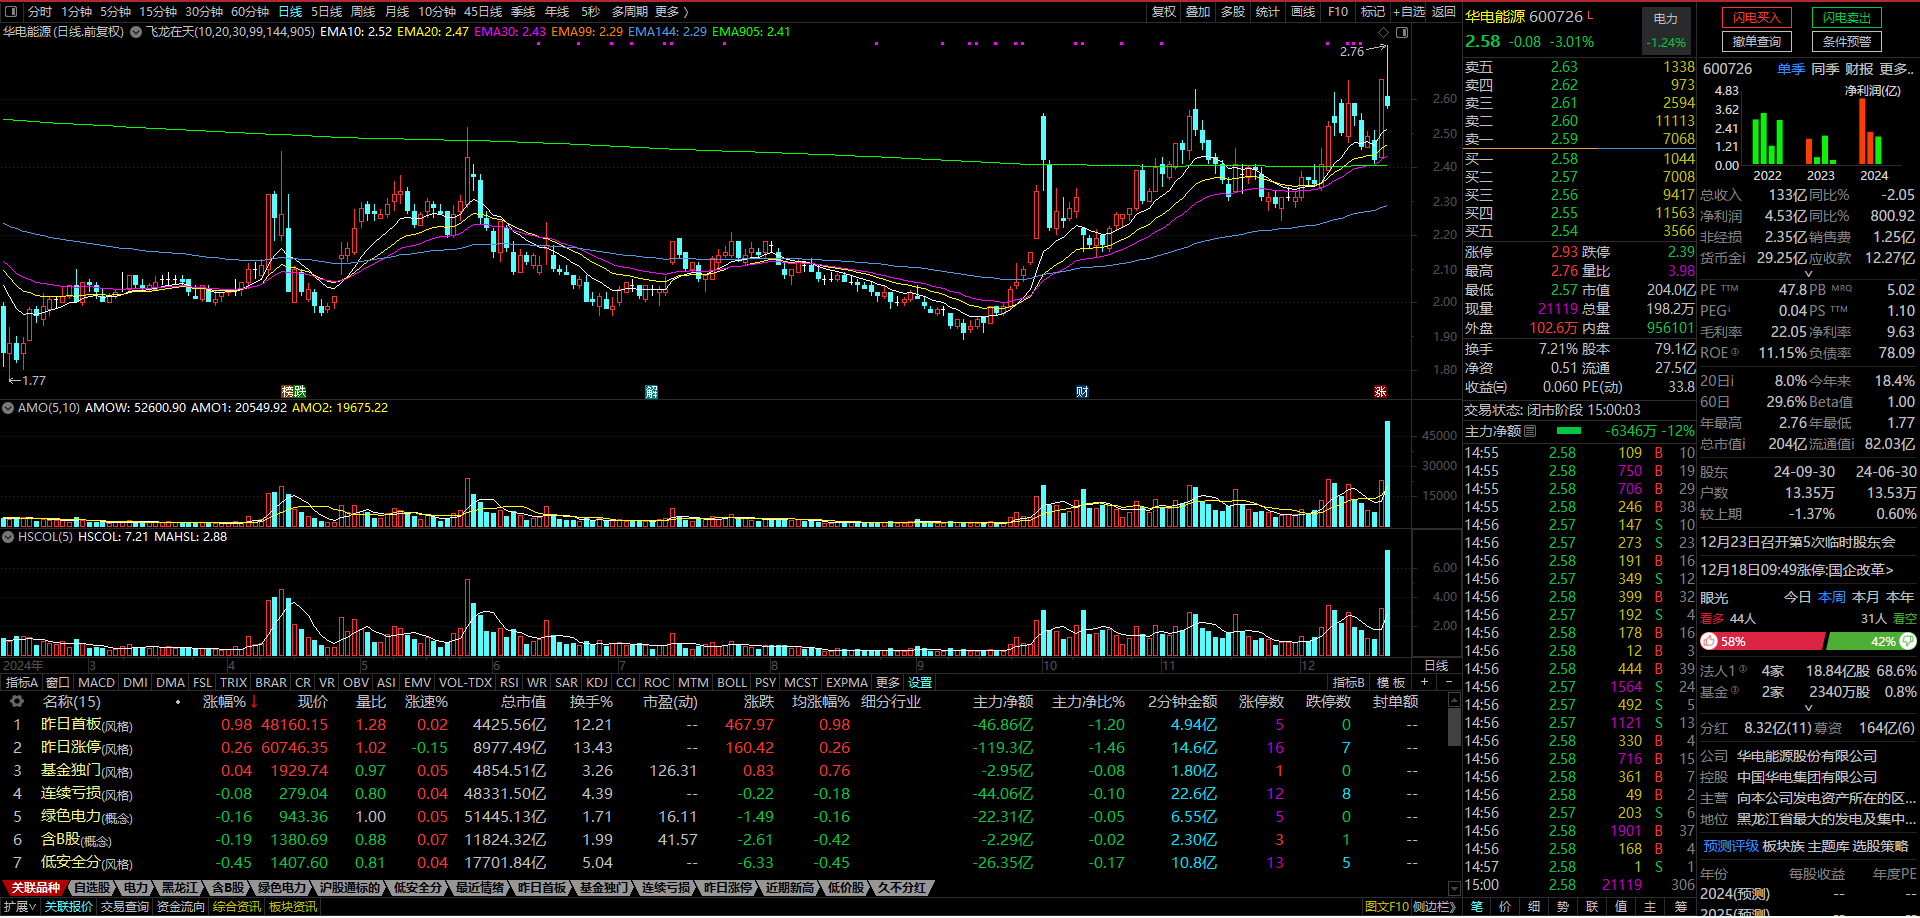 分时 1分钟 5分钟 15分钟 30分钟 60分钟 日线 5日线 周线 月线 10分钟 45日线 季线 年线 5秒 多周期 更多 〉 复权 叠加 多股 统计 画线 F10 标记 +自选 返回
华电能源(日线,前复权) 飞龙在天(10,20,30,99,144,905) EMA10: 2.52 EMA20: 2.47 EMA30: 2.43 EMA99: 2.29 EMA144: 2.29 EMA905: 2.41
2.76
2.60
2.50
2.40
2.30
2.20
2.10
2.00
1.90
1.80
1.77
榜跌 解 财 涨
AMO(5,10) AMOW: 52600.90 AMO1: 20549.92 AMO2: 19675.22
45000
30000
15000
HSCOL(5) HSCOL: 7.21 MAHSL: 2.88
6.00
4.00
2.00
2024年 3 4 5 6 7 8 9 10 11 12 日线
指标A 窗口 MACD DMI DMA FSL TRIX BRAR CR VR OBV ASI EMV VOL-TDX RSI WR SAR KDJ CCI ROC MTM BOLL PSY MCST EXPMA 更多 设置 指标B 模 板 + −
名称(15) 涨幅%↓ 现价 量比 涨速% 总市值 换手% 市盈(动) 涨跌 均涨幅% 细分行业 主力净额 主力净比% 2分钟金额 涨停数 跌停数 封单额
1 昨日首板(风格) 0.98 48160.15 1.28 0.02 4425.56亿 12.21 -- 467.97 0.98 -46.86亿 -1.20 4.94亿 5 0 --
2 昨日涨停(风格) 0.26 60746.35 1.02 -0.15 8977.49亿 13.43 -- 160.42 0.26 -119.3亿 -1.46 14.6亿 16 7 --
3 基金独门(风格) 0.04 1929.74 0.97 0.05 4854.51亿 3.26 126.31 0.83 0.76 -2.95亿 -0.08 1.80亿 1 0 --
4 连续亏损(风格) -0.08 279.04 0.80 0.04 48331.50亿 4.39 -- -0.22 -0.18 -44.06亿 -0.10 22.6亿 12 8 --
5 绿色电力(概念) -0.16 943.36 1.00 0.05 51445.13亿 1.71 16.11 -1.49 -0.16 -22.31亿 -0.05 6.55亿 5 0 --
6 含B股(概念) -0.19 1380.69 0.88 0.07 11824.32亿 1.99 41.57 -2.61 -0.42 -2.29亿 -0.02 2.30亿 3 1 --
7 低安全分(风格) -0.45 1407.60 0.81 0.04 17701.84亿 5.04 -- -6.33 -0.45 -26.35亿 -0.17 10.8亿 13 5 --
关联品种 自选股 电力 黑龙江 含B股 绿色电力 沪股通标的 低安全分 最近情绪 昨日首板 基金独门 连续亏损 昨日涨停 近期新高 低价股 久不分红
扩展∨ 关联报价 交易查询 资金流向 综合资讯 板块资讯 图文F10 侧边栏》 笔 价 细 势 联 值 主 筹
华电能源 600726 L
2.58 -0.08 -3.01%
电力
-1.24%
卖五 2.63 1338
卖四 2.62 973
卖三 2.61 2594
卖二 2.60 11113
卖一 2.59 7068
买一 2.58 1044
买二 2.57 7008
买三 2.56 9417
买四 2.55 11563
买五 2.54 3566
涨停 2.93 跌停 2.39
最高 2.76 量比 3.98
最低 2.57 市值 204.0亿
现量 21119 总量 198.2万
外盘 102.6万 内盘 956101
换手 7.21% 股本 79.1亿
净资 0.51 流通 27.5亿
收益㈢ 0.060 PE(动) 33.8
交易状态: 闭市阶段 15:00:03
主力净额 -6346万 -12%
14:55 2.58 109 B 10
14:55 2.58 750 B 19
14:55 2.58 706 B 29
14:55 2.58 246 B 38
14:56 2.57 147 S 10
14:56 2.57 273 S 23
14:56 2.58 191 B 16
14:56 2.57 349 S 12
14:56 2.58 399 B 32
14:56 2.57 192 S 4
14:56 2.58 178 B 16
14:56 2.58 12 B 3
14:56 2.58 444 B 39
14:56 2.57 1564 S 24
14:56 2.57 492 S 5
14:56 2.57 1121 S 13
14:56 2.58 330 B 4
14:56 2.58 716 B 15
14:56 2.58 361 B 7
14:56 2.58 49 B 2
14:56 2.57 203 S 6
14:56 2.58 1901 B 37
14:56 2.58 168 B 4
14:57 2.58 1 S 1
15:00 2.58 21119 306
闪电买入 闪电卖出
撤单查询 条件预警
600726 单季 同季 财报 更多..
净利润(亿)
4.83
3.62
2.41
1.21
0.00
2022 2023 2024
总收入 133亿 同比% -2.05
净利润 4.53亿 同比% 800.92
非经损 2.35亿 销售费 1.25亿
货币金i 29.25亿 应收款 12.27亿
PE TTM 47.8 PB MRQ 5.02
PEG i 0.04 PS TTM 1.10
毛利率 22.05 净利率 9.63
ROE③ 11.15% 负债率 78.09
20日i 8.0% 今年来 18.4%
60日 29.6% Beta值 1.00
年最高 2.76 年最低 1.77
总市值i 204亿 流通值i 82.03亿
股东 24-09-30 24-06-30
户数 13.35万 13.53万
较上期 -1.37% 0.60%
12月23日召开第5次临时股东会
12月18日09:49涨停:国企改革>
眼光 今日 本周 本月 本年
看多 44人 31人 看空
58% 42%
法人1③ 4家 18.84亿股 68.6%
基金③ 2家 2340万股 0.8%
分红 8.32亿(11) 募资 164亿(6)
公司 华电能源股份有限公司
控股 中国华电集团有限公司
主营 向本公司发电资产所在的区...
地位 黑龙江省最大的发电及集中...
预测评级 板块族 主题库 选股策略
年份 每股收益 年度PE
2024(预测) -- --
2025(预测) -- --